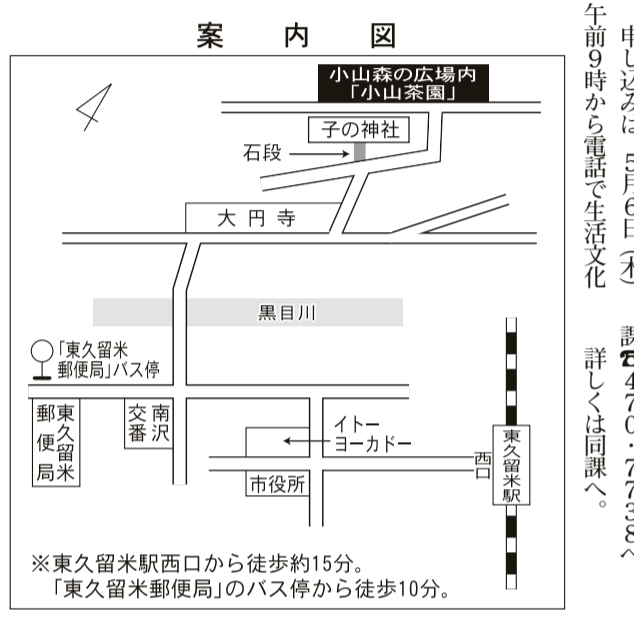 申し込みは、5月6日(木)
午前9時から電話で生活文化
課☎470・7738へ
詳しくは同課へ。
案内図
小山森の広場内
「小山茶園」
子の神社
石段
大円寺
黒目川
「東久留米
郵便局」バス停
東久留米
郵便局
南沢
交番
イトー
ヨーカドー
市役所
西口
東久留米駅
※東久留米駅西口から徒歩約15分。
「東久留米郵便局」のバス停から徒歩10分。